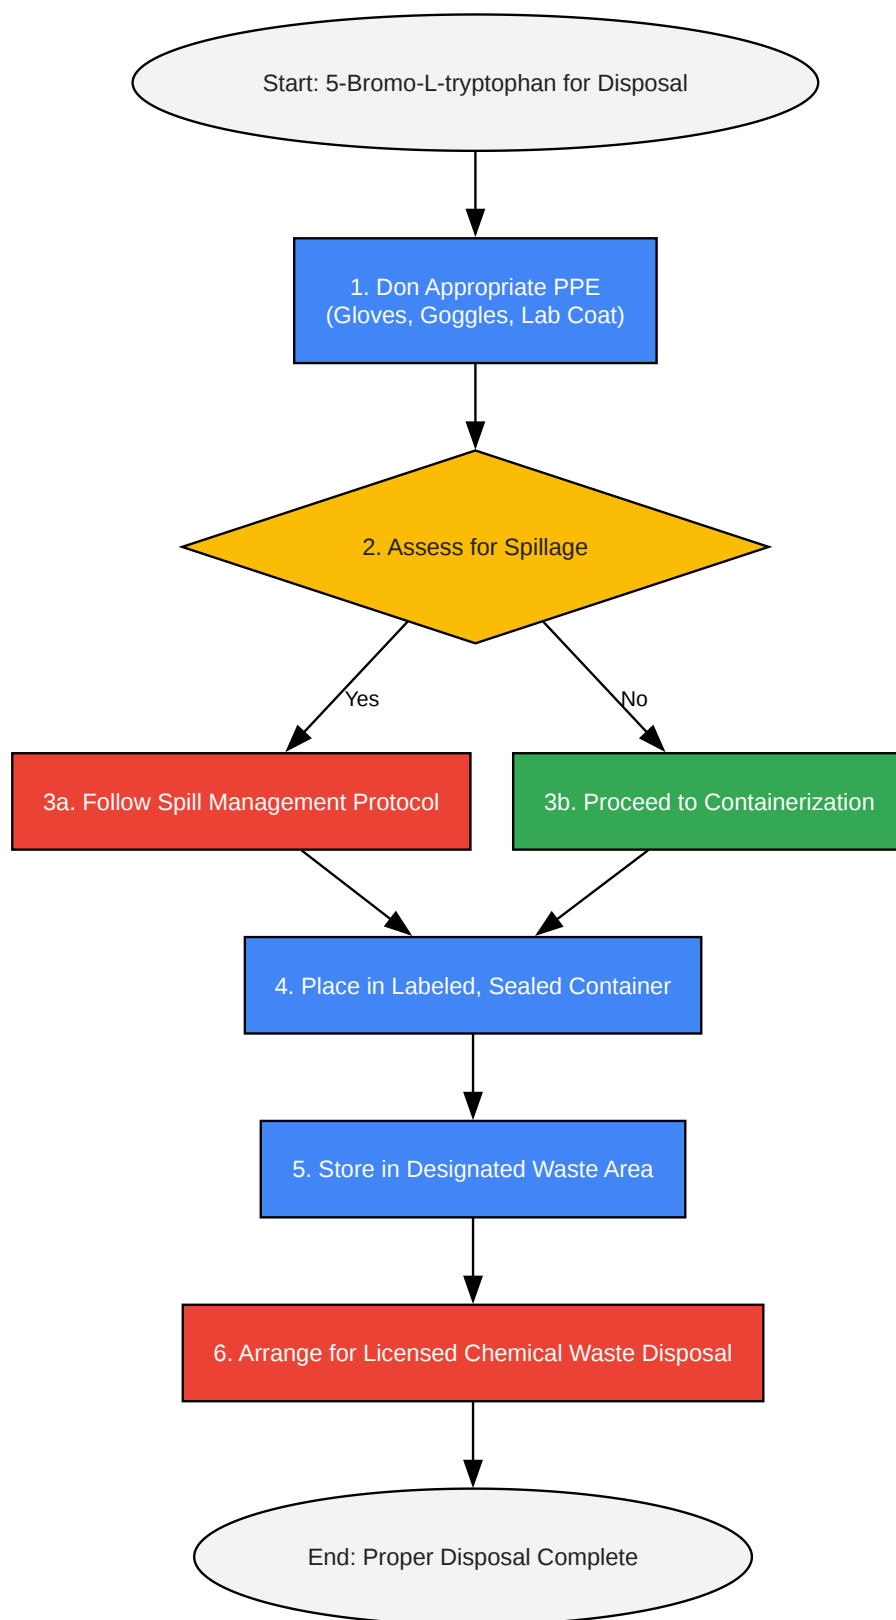 Start: 5-Bromo-L-tryptophan for Disposal
1. Don Appropriate PPE
(Gloves, Goggles, Lab Coat)
2. Assess for Spillage
Yes
No
3a. Follow Spill Management Protocol
3b. Proceed to Containerization
4. Place in Labeled, Sealed Container
5. Store in Designated Waste Area
6. Arrange for Licensed Chemical Waste Disposal
End: Proper Disposal Complete